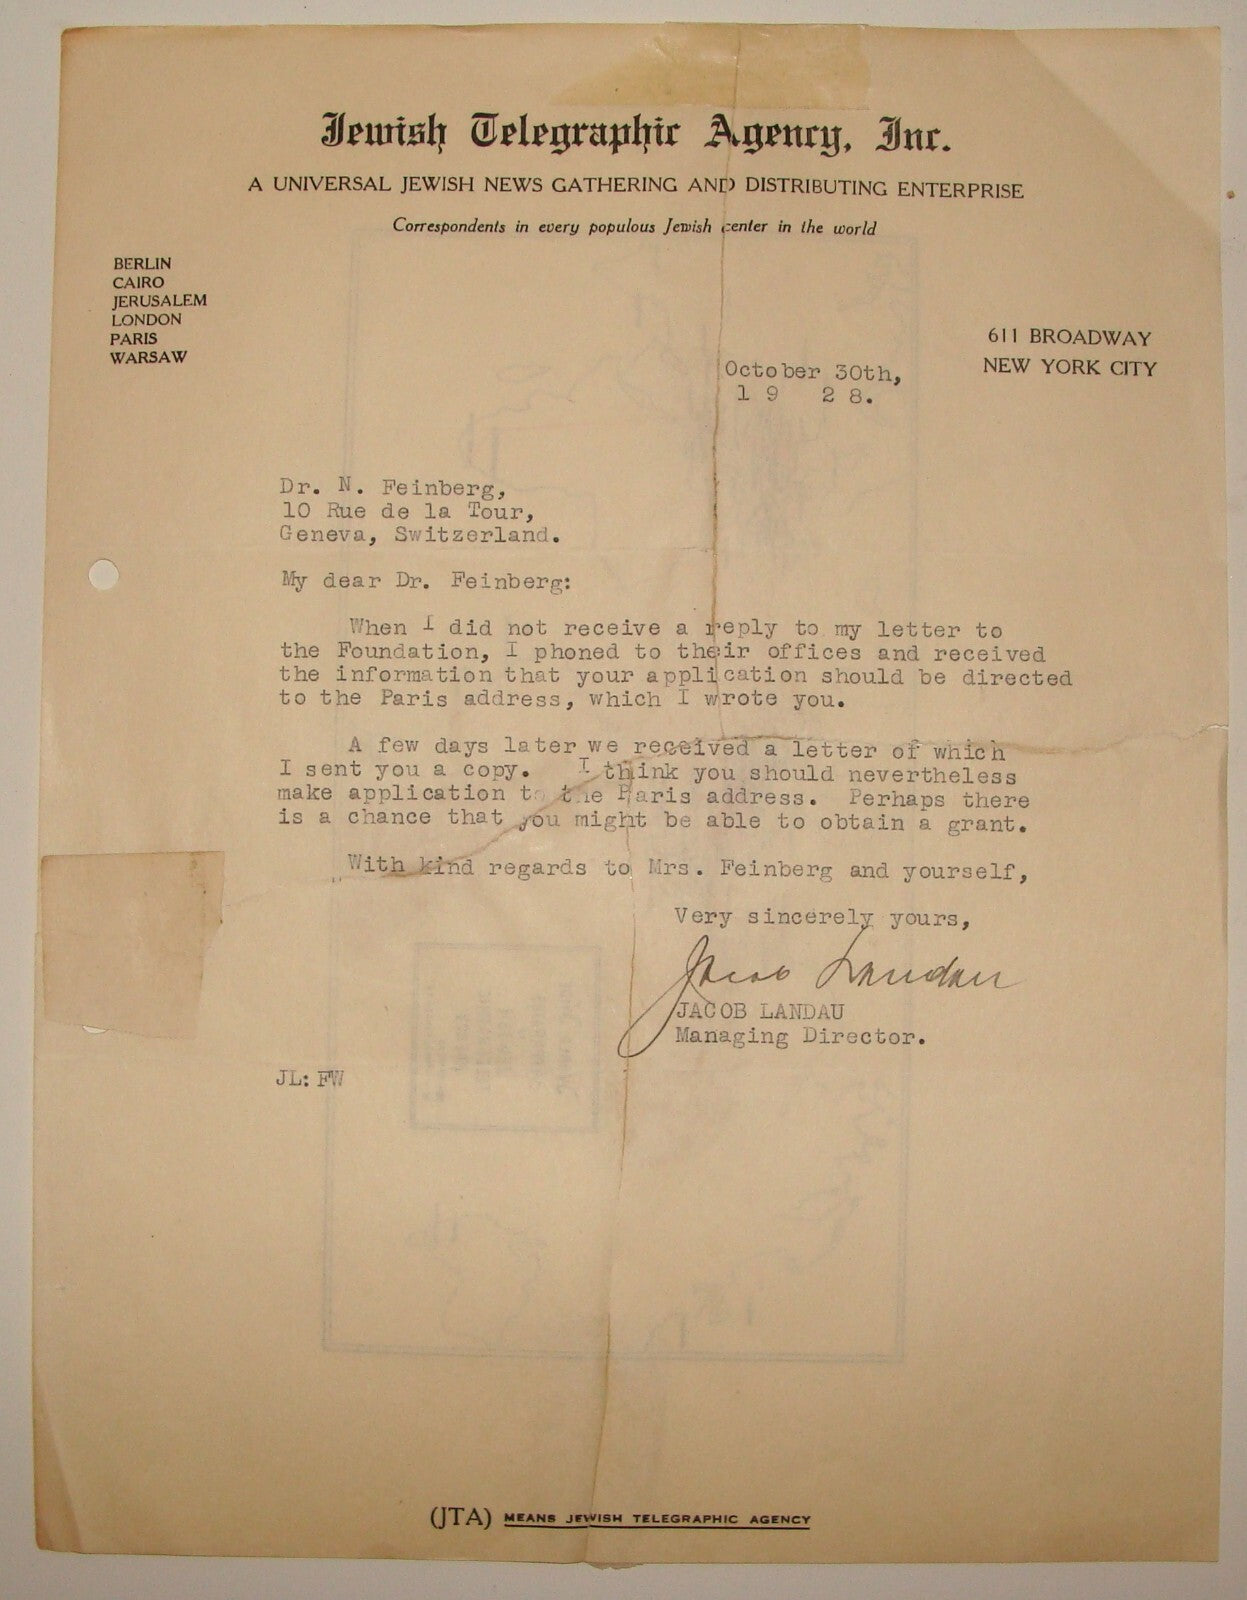 Jewish Telegraphic Agency, Inc.
A UNIVERSAL JEWISH NEWS GATHERING AND DISTRIBUTING ENTERPRISE
Correspondents in every populous Jewish center in the world
BERLIN
CAIRO
JERUSALEM
LONDON
PARIS
WARSAW
611 BROADWAY
NEW YORK CITY
October 30th,
1 9 2 8.
Dr. N. Feinberg,
10 Rue de la Tour,
Geneva, Switzerland.
My dear Dr. Feinberg:
When I did not receive a reply to my letter to
the Foundation, I phoned to their offices and received
the information that your application should be directed
to the Paris address, which I wrote you.
A few days later we received a letter of which
I sent you a copy. I think you should nevertheless
make application to the Paris address. Perhaps there
is a chance that you might be able to obtain a grant.
With kind regards to Mrs. Feinberg and yourself,
Very sincerely yours,
Jacob Landau
JACOB LANDAU
Managing Director.
JL: FW
(JTA) MEANS JEWISH TELEGRAPHIC AGENCY